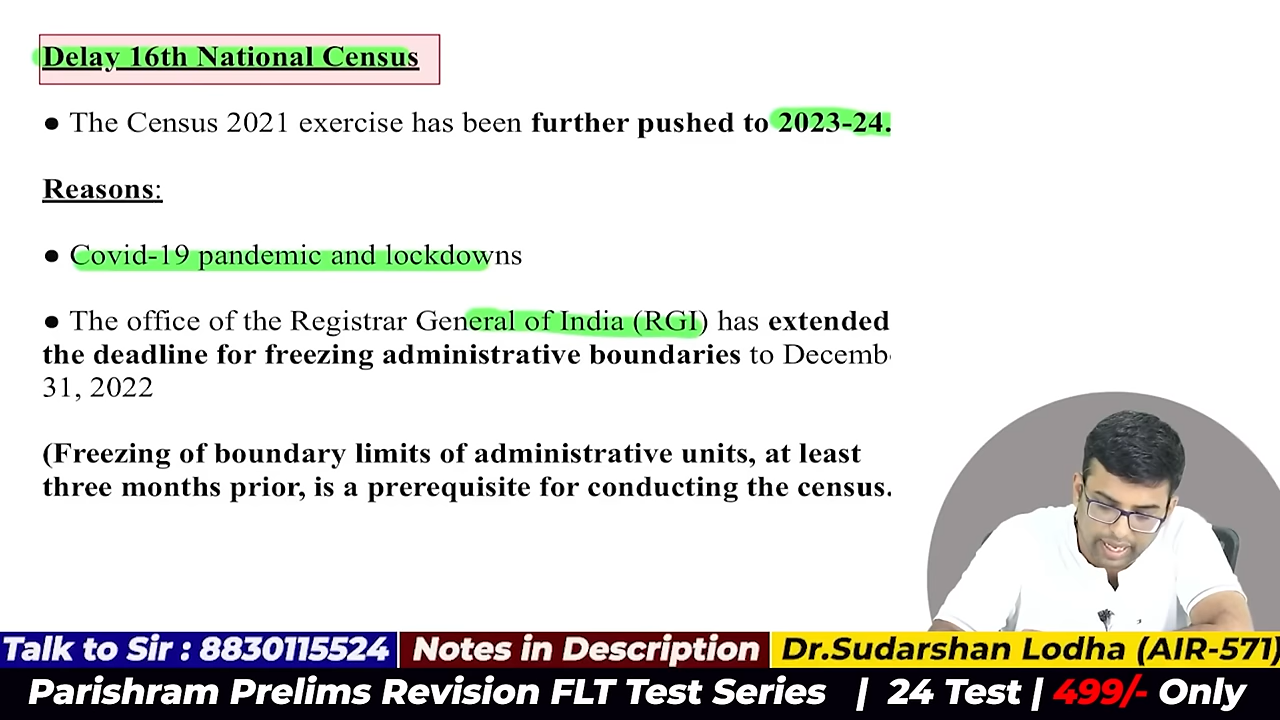 Delay 16th National Census
● The Census 2021 exercise has been further pushed to 2023-24.
Reasons:
● Covid-19 pandemic and lockdowns
● The office of the Registrar General of India (RGI) has extended
the deadline for freezing administrative boundaries to Decemb
31, 2022
(Freezing of boundary limits of administrative units, at least
three months prior, is a prerequisite for conducting the census.
Talk to Sir : 8830115524 Notes in Description Dr.Sudarshan Lodha (AIR-571)
Parishram Prelims Revision FLT Test Series | 24 Test | 499/- Only